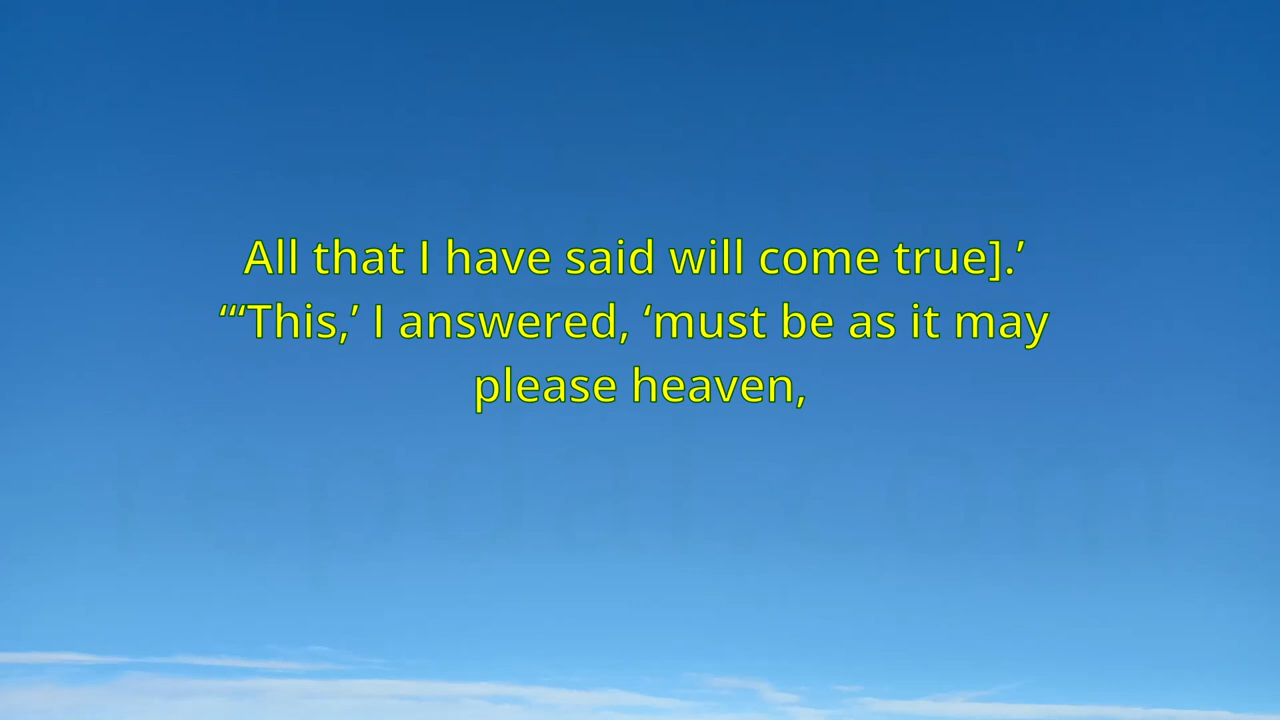 All that I have said will come true].’
“‘This,’ I answered, ‘must be as it may
please heaven,